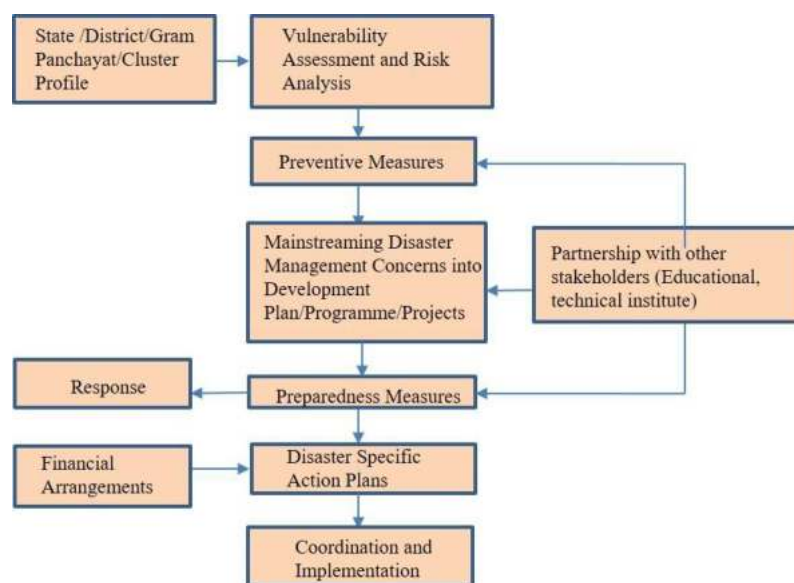 State /District/Gram
Panchayat/Cluster
Profile
Vulnerability
Assessment and Risk
Analysis
Preventive Measures
Mainstreaming Disaster
Management Concerns into
Development
Plan/Programme/Projects
Partnership with other
stakeholders (Educational,
technical institute)
Response
Preparedness Measures
Financial
Arrangements
Disaster Specific
Action Plans
Coordination and
Implementation